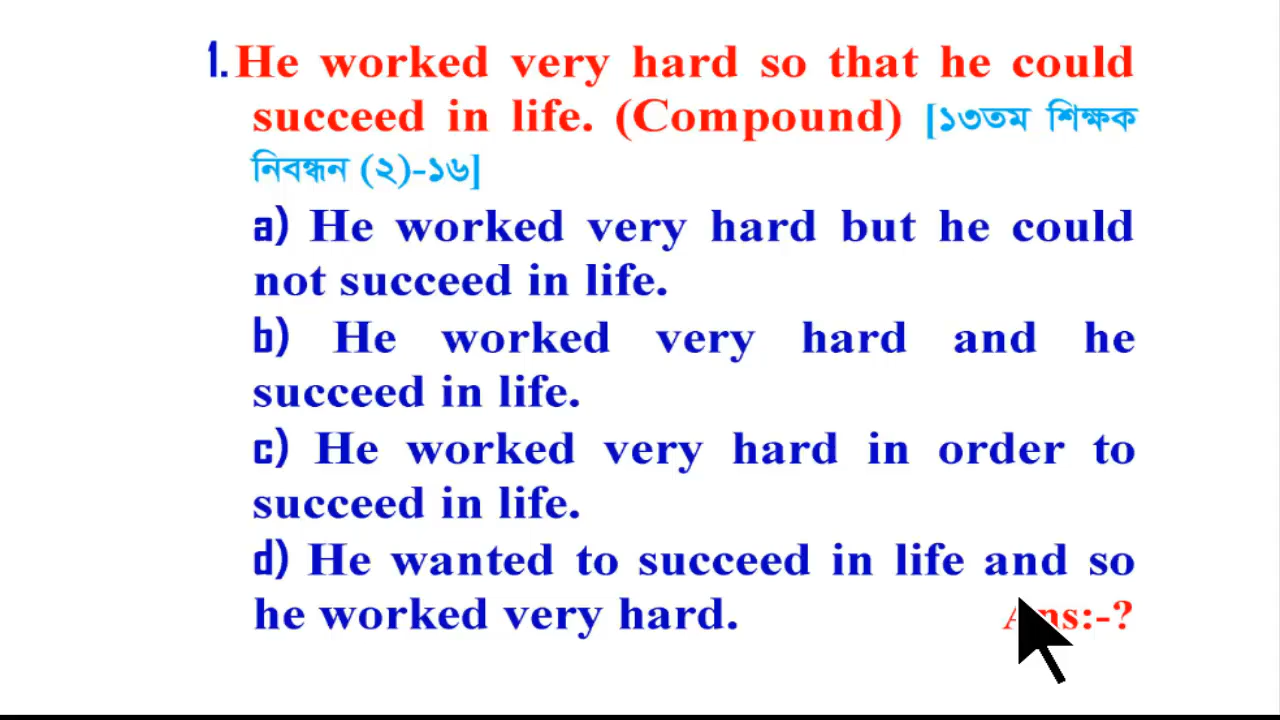 1. He worked very hard so that he could
succeed in life. (Compound) [১৩তম শিক্ষক
নিবন্ধন (২)-১৬]
a) He worked very hard but he could
not succeed in life.
b) He worked very hard and he
succeed in life.
c) He worked very hard in order to
succeed in life.
d) He wanted to succeed in life and so
he worked very hard. Ans:-?